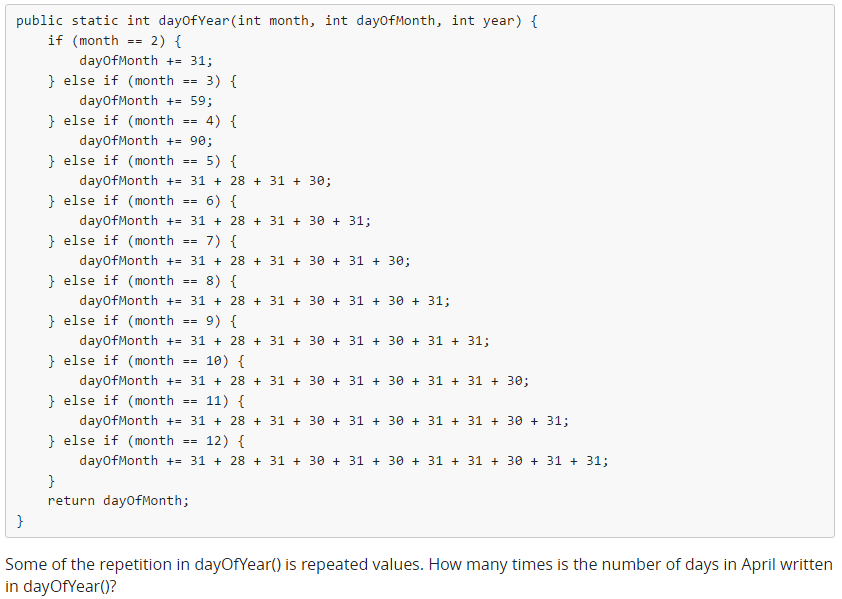 public static int dayOfYear(int month, int dayOfMonth, int year) {
    if (month == 2) {
        dayOfMonth += 31;
    } else if (month == 3) {
        dayOfMonth += 59;
    } else if (month == 4) {
        dayOfMonth += 90;
    } else if (month == 5) {
        dayOfMonth += 31 + 28 + 31 + 30;
    } else if (month == 6) {
        dayOfMonth += 31 + 28 + 31 + 30 + 31;
    } else if (month == 7) {
        dayOfMonth += 31 + 28 + 31 + 30 + 31 + 30;
    } else if (month == 8) {
        dayOfMonth += 31 + 28 + 31 + 30 + 31 + 30 + 31;
    } else if (month == 9) {
        dayOfMonth += 31 + 28 + 31 + 30 + 31 + 30 + 31 + 31;
    } else if (month == 10) {
        dayOfMonth += 31 + 28 + 31 + 30 + 31 + 30 + 31 + 31 + 30;
    } else if (month == 11) {
        dayOfMonth += 31 + 28 + 31 + 30 + 31 + 30 + 31 + 31 + 30 + 31;
    } else if (month == 12) {
        dayOfMonth += 31 + 28 + 31 + 30 + 31 + 30 + 31 + 31 + 30 + 31 + 31;
    }
    return dayOfMonth;
}
Some of the repetition in dayOfYear() is repeated values. How many times is the number of days in April written
in dayOfYear()?